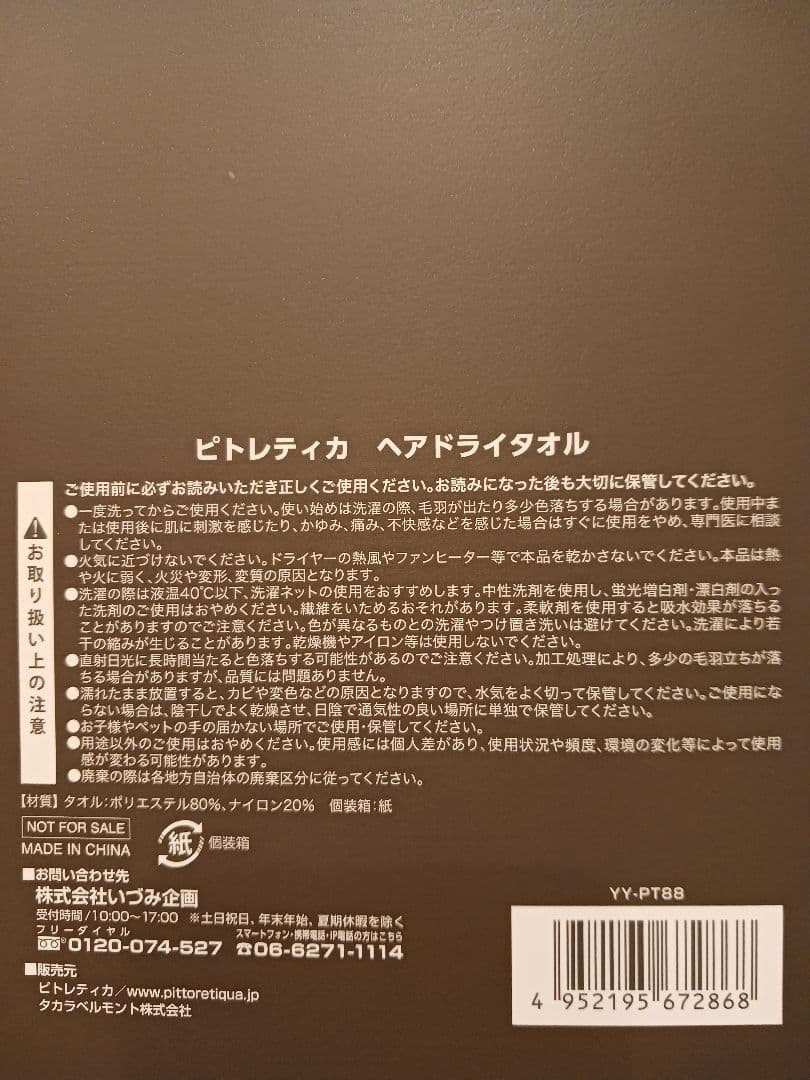 ピトレティカ　ヘアドライタオル
ご使用前に必ずお読みいただき正しくご使用ください。お読みになった後も大切に保管してください。
お取り扱い上の注意
●一度洗ってからご使用ください。使い始めは洗濯の際、毛羽が出たり多少色落ちする場合があります。使用中または使用後に肌に刺激を感じたり、かゆみ、痛み、不快感などを感じた場合はすぐに使用をやめ、専門医に相談してください。
●火気に近づけないでください。ドライヤーの熱風やファンヒーター等で本品を乾かさないでください。本品は熱や火に弱く、火災や変形、変質の原因となります。
●洗濯の際は液温40℃以下、洗濯ネットの使用をおすすめします。中性洗剤を使用し、蛍光増白剤・漂白剤の入った洗剤のご使用はおやめください。繊維をいためるおそれがあります。柔軟剤を使用すると吸水効果が落ちることがありますのでご注意ください。色が異なるものとの洗濯やつけ置き洗いは避けてください。洗濯により若干の縮みが生じることがあります。乾燥機やアイロン等は使用しないでください。
●直射日光に長時間当たると色落ちする可能性があるのでご注意ください。加工処理により、多少の毛羽立ちが落ちる場合がありますが、品質には問題ありません。
●濡れたまま放置すると、カビや変色などの原因となりますので、水気をよく切って保管してください。ご使用にならない場合は、陰干しでよく乾燥させ、日陰で通気性の良い場所に単独で保管してください。
●お子様やペットの手の届かない場所でご使用・保管してください。
●用途以外のご使用はおやめください。使用感には個人差があり、使用状況や頻度、環境の変化等によって使用感が変わる可能性があります。
●廃棄の際は各地方自治体の廃棄区分に従ってください。
【材質】タオル：ポリエステル80％、ナイロン20％　個装箱：紙
NOT FOR SALE
MADE IN CHINA
紙 個装箱
■お問い合わせ先
株式会社いづみ企画
受付時間/10:00〜17:00　※土日祝日、年末年始、夏期休暇を除く
フリーダイヤル
0120-074-527
スマートフォン・携帯電話・IP電話の方はこちら
☎06-6271-1114
■販売元
ピトレティカ／www.pittoretiqua.jp
タカラベルモント株式会社
YY-PT88
4 952195 672868